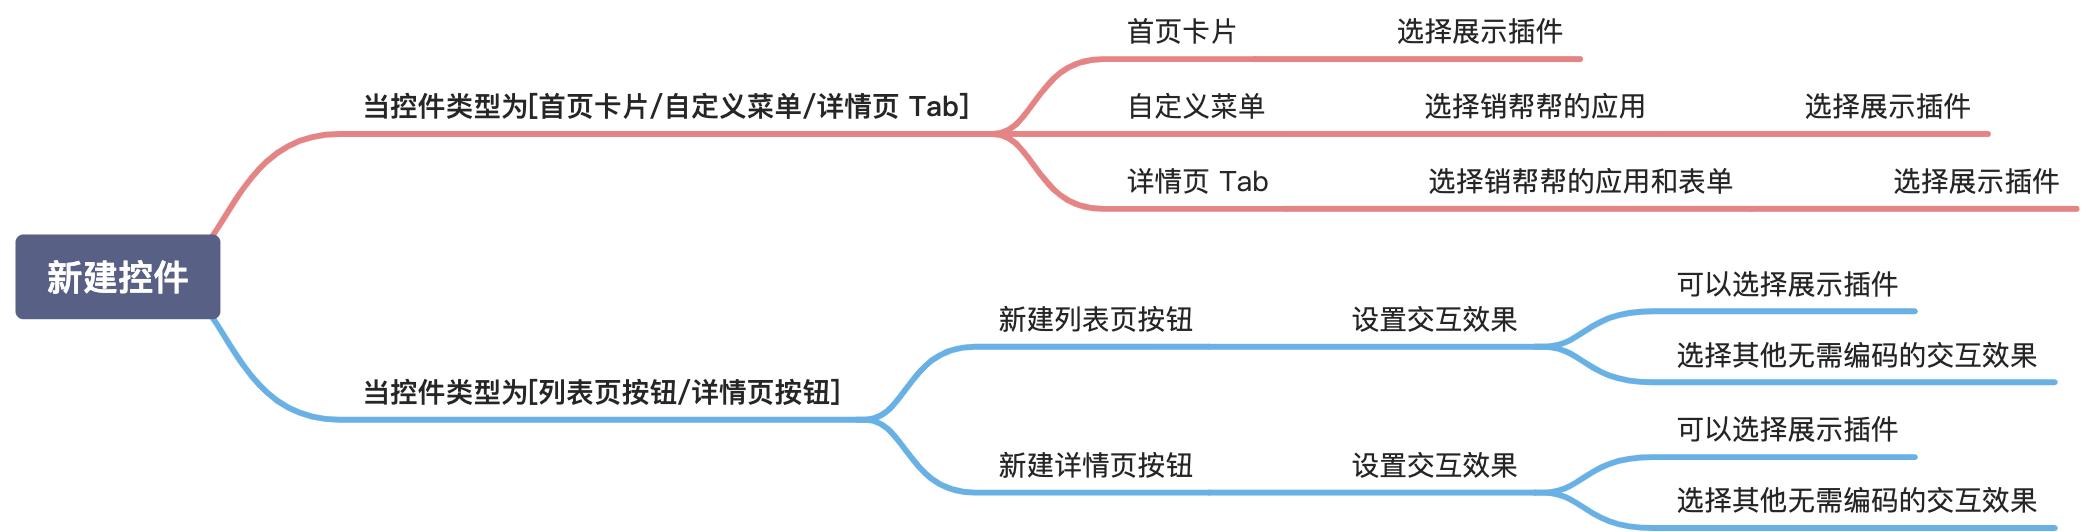 新建控件
当控件类型为[首页卡片/自定义菜单/详情页 Tab]
首页卡片
选择展示插件
自定义菜单
选择销帮帮的应用
选择展示插件
详情页 Tab
选择销帮帮的应用和表单
选择展示插件
当控件类型为[列表页按钮/详情页按钮]
新建列表页按钮
设置交互效果
可以选择展示插件
选择其他无需编码的交互效果
新建详情页按钮
设置交互效果
可以选择展示插件
选择其他无需编码的交互效果